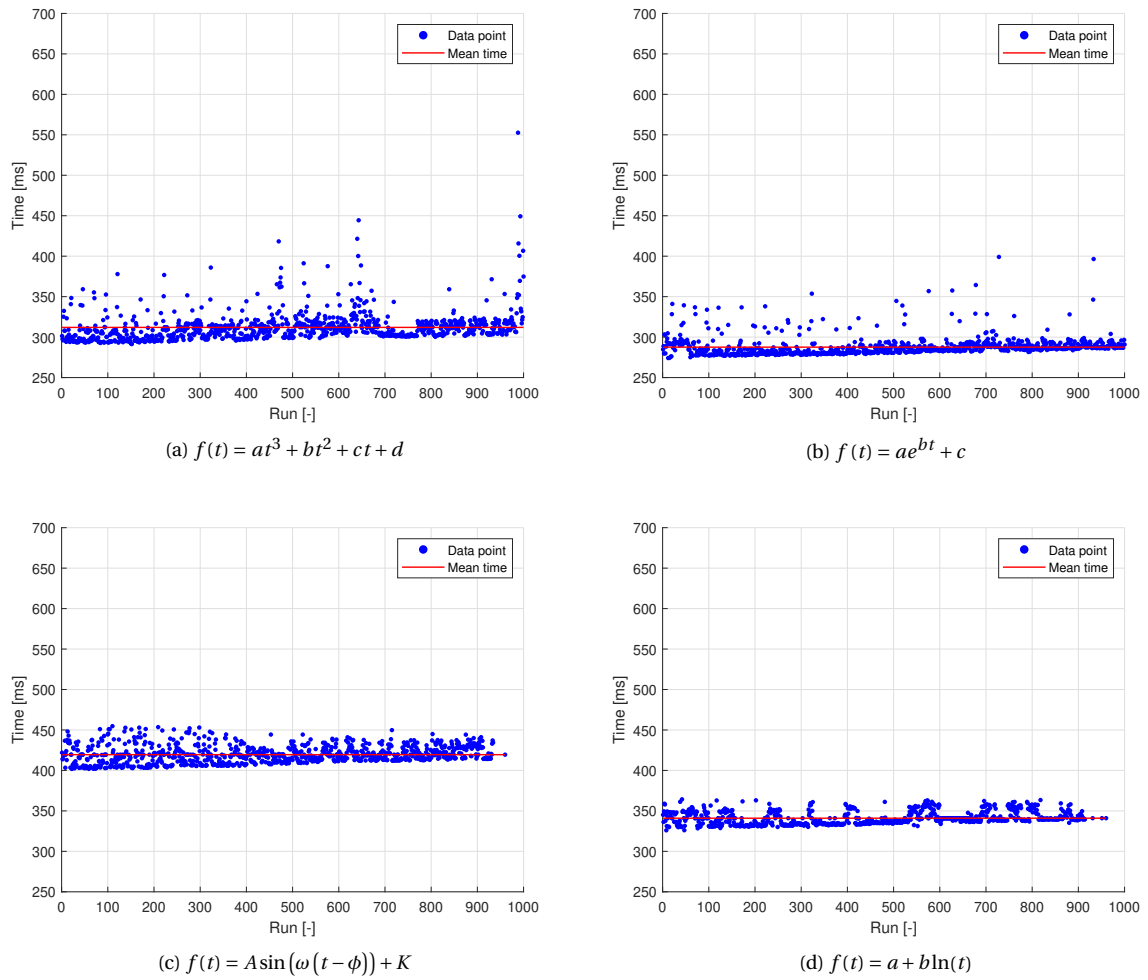 700
650
600
550
500
450
400
350
300
250
Time [ms]
0 100 200 300 400 500 600 700 800 900 1000
Run [-]
Data point
Mean time
(a) f(t) = at³ + bt² + ct + d
700
650
600
550
500
450
400
350
300
250
Time [ms]
0 100 200 300 400 500 600 700 800 900 1000
Run [-]
Data point
Mean time
(b) f(t) = ae^{bt} + c
700
650
600
550
500
450
400
350
300
250
Time [ms]
0 100 200 300 400 500 600 700 800 900 1000
Run [-]
Data point
Mean time
(c) f(t) = A sin(ω(t − ϕ)) + K
700
650
600
550
500
450
400
350
300
250
Time [ms]
0 100 200 300 400 500 600 700 800 900 1000
Run [-]
Data point
Mean time
(d) f(t) = a + b ln(t)